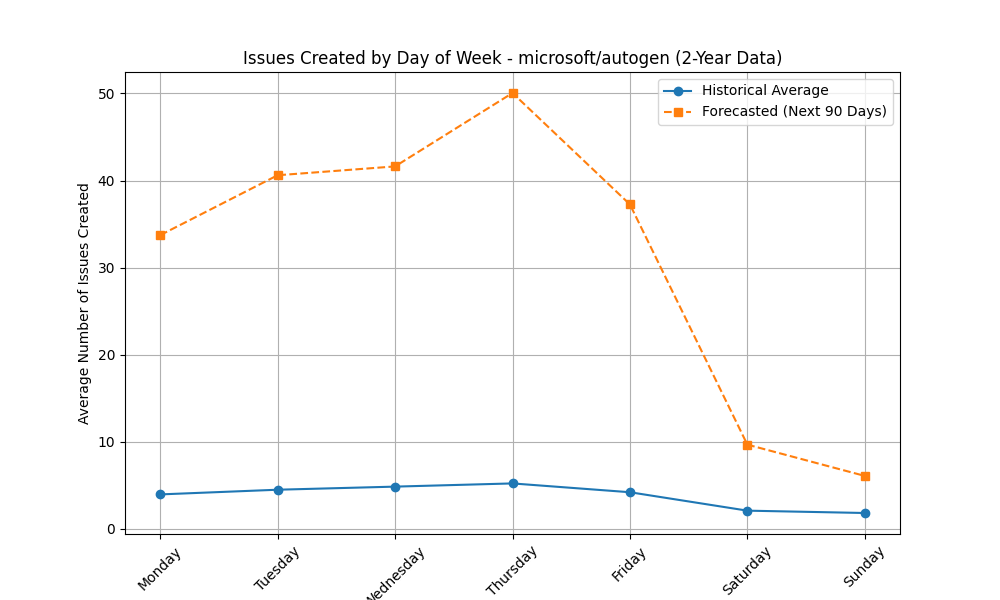 Issues Created by Day of Week - microsoft/autogen (2-Year Data)
Historical Average
Forecasted (Next 90 Days)
Average Number of Issues Created
50
40
30
20
10
0
Monday
Tuesday
Wednesday
Thursday
Friday
Saturday
Sunday